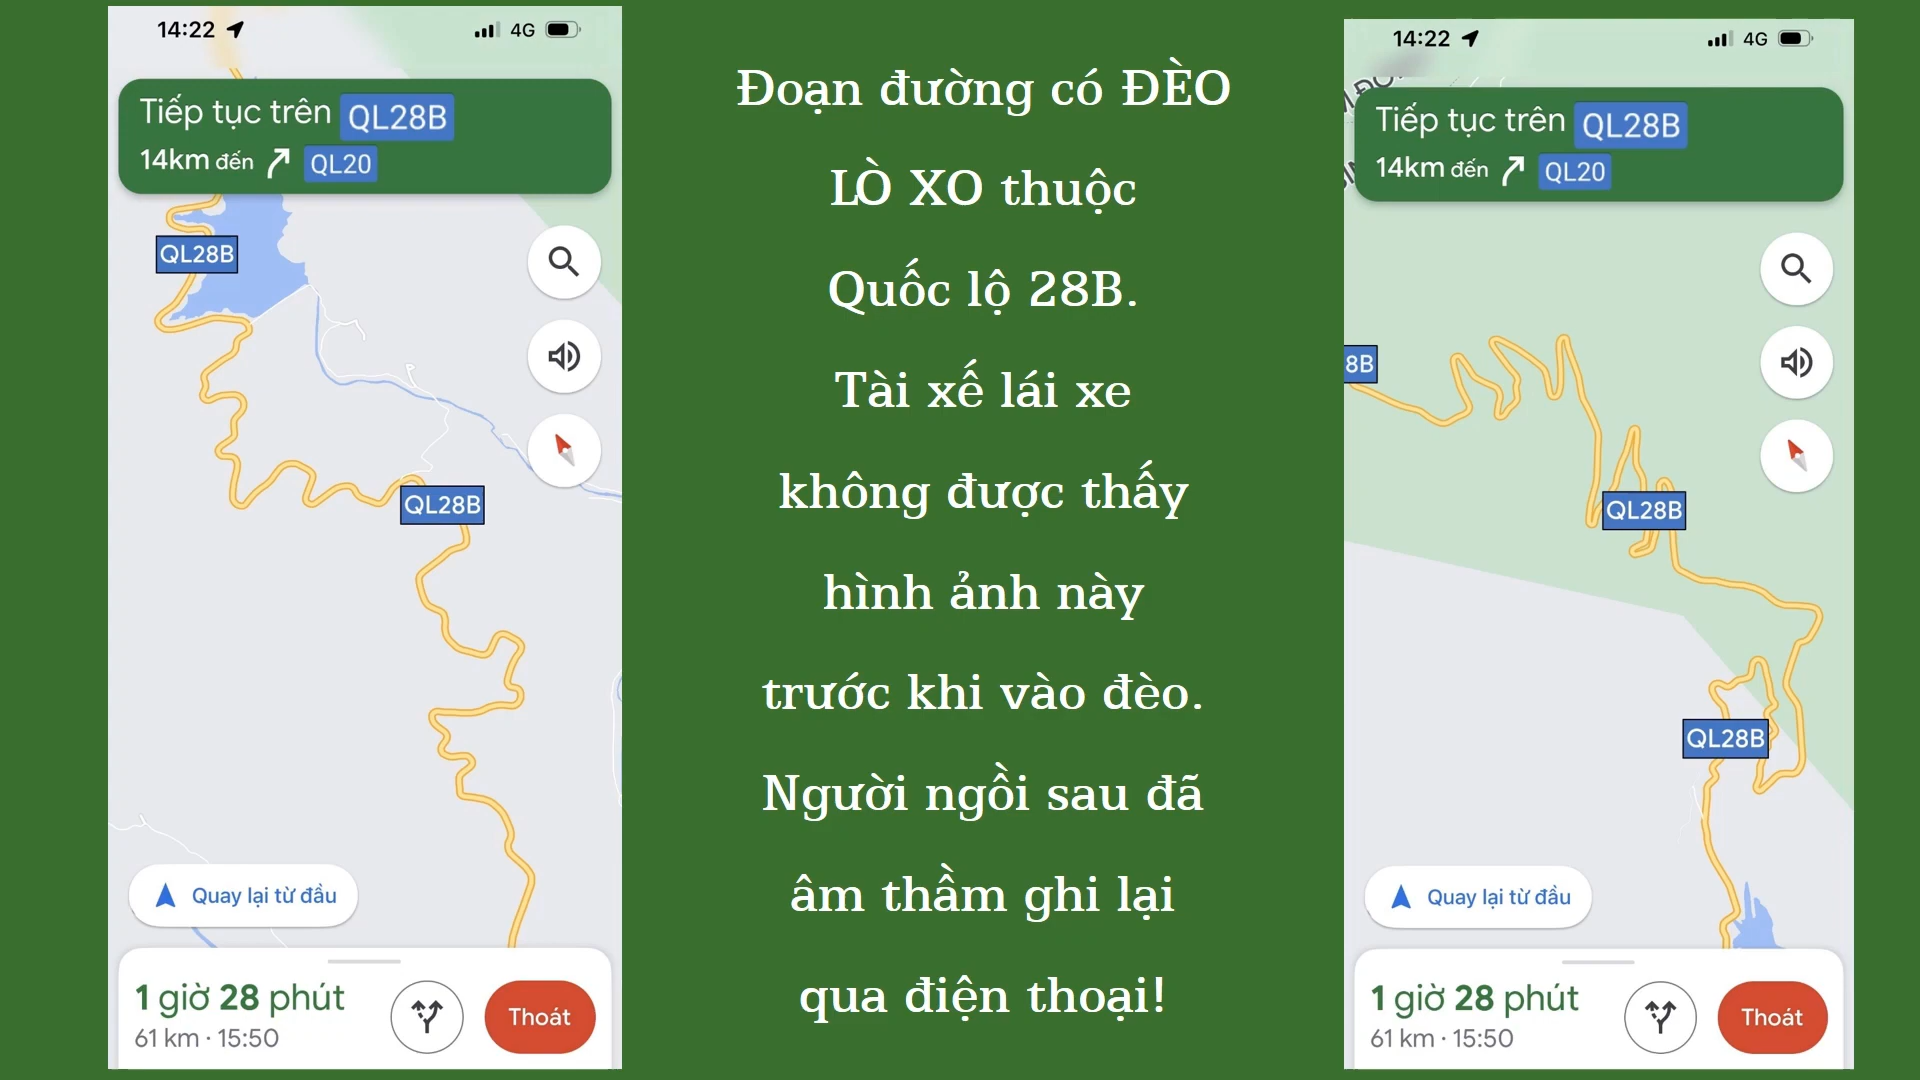 14:22
4G
Tiếp tục trên QL28B
14km đến QL20
QL28B
QL28B
Quay lại từ đầu
1 giờ 28 phút
61 km · 15:50
Thoát
Đoạn đường có ĐÈO
LÒ XO thuộc
Quốc lộ 28B.
Tài xế lái xe
không được thấy
hình ảnh này
trước khi vào đèo.
Người ngồi sau đã
âm thầm ghi lại
qua điện thoại!
14:22
4G
Tiếp tục trên QL28B
14km đến QL20
8B
QL28B
QL28B
Quay lại từ đầu
1 giờ 28 phút
61 km · 15:50
Thoát